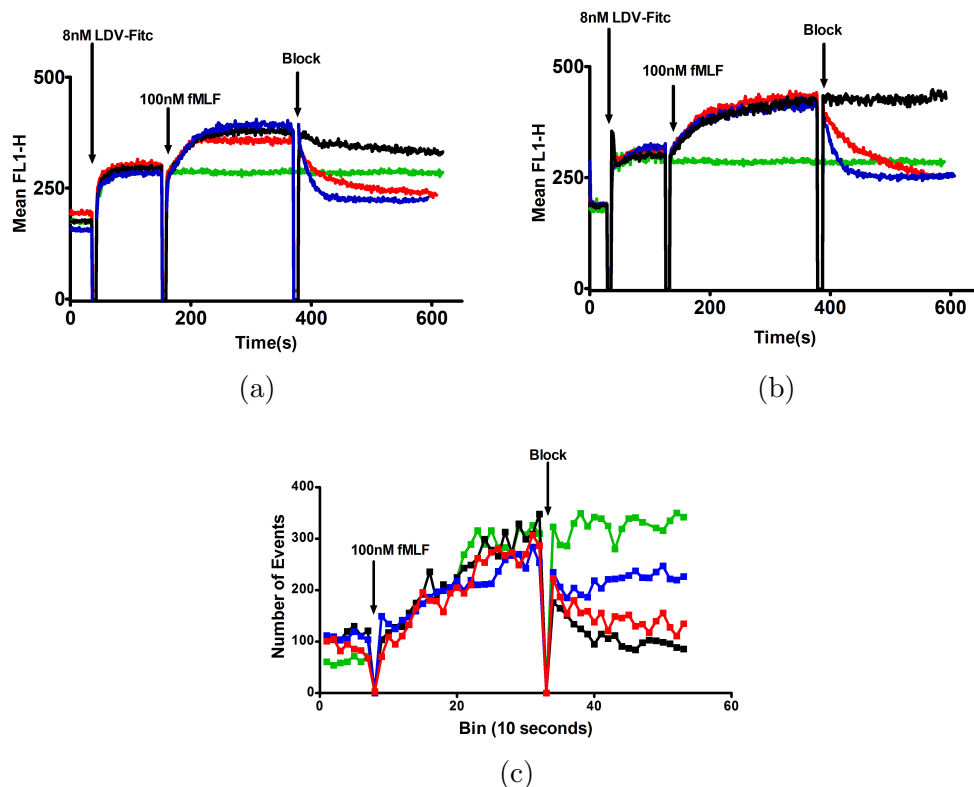 8nM LDV-Fitc
Block
100nM fMLF
500
250
0
Mean FL1-H
0
200
400
600
Time(s)
(a)
8nM LDV-Fitc
Block
100nM fMLF
500
250
0
Mean FL1-H
0
200
400
600
Time(s)
(b)
Block
100nM fMLF
400
300
200
100
0
Number of Events
0
20
40
60
Bin (10 seconds)
(c)